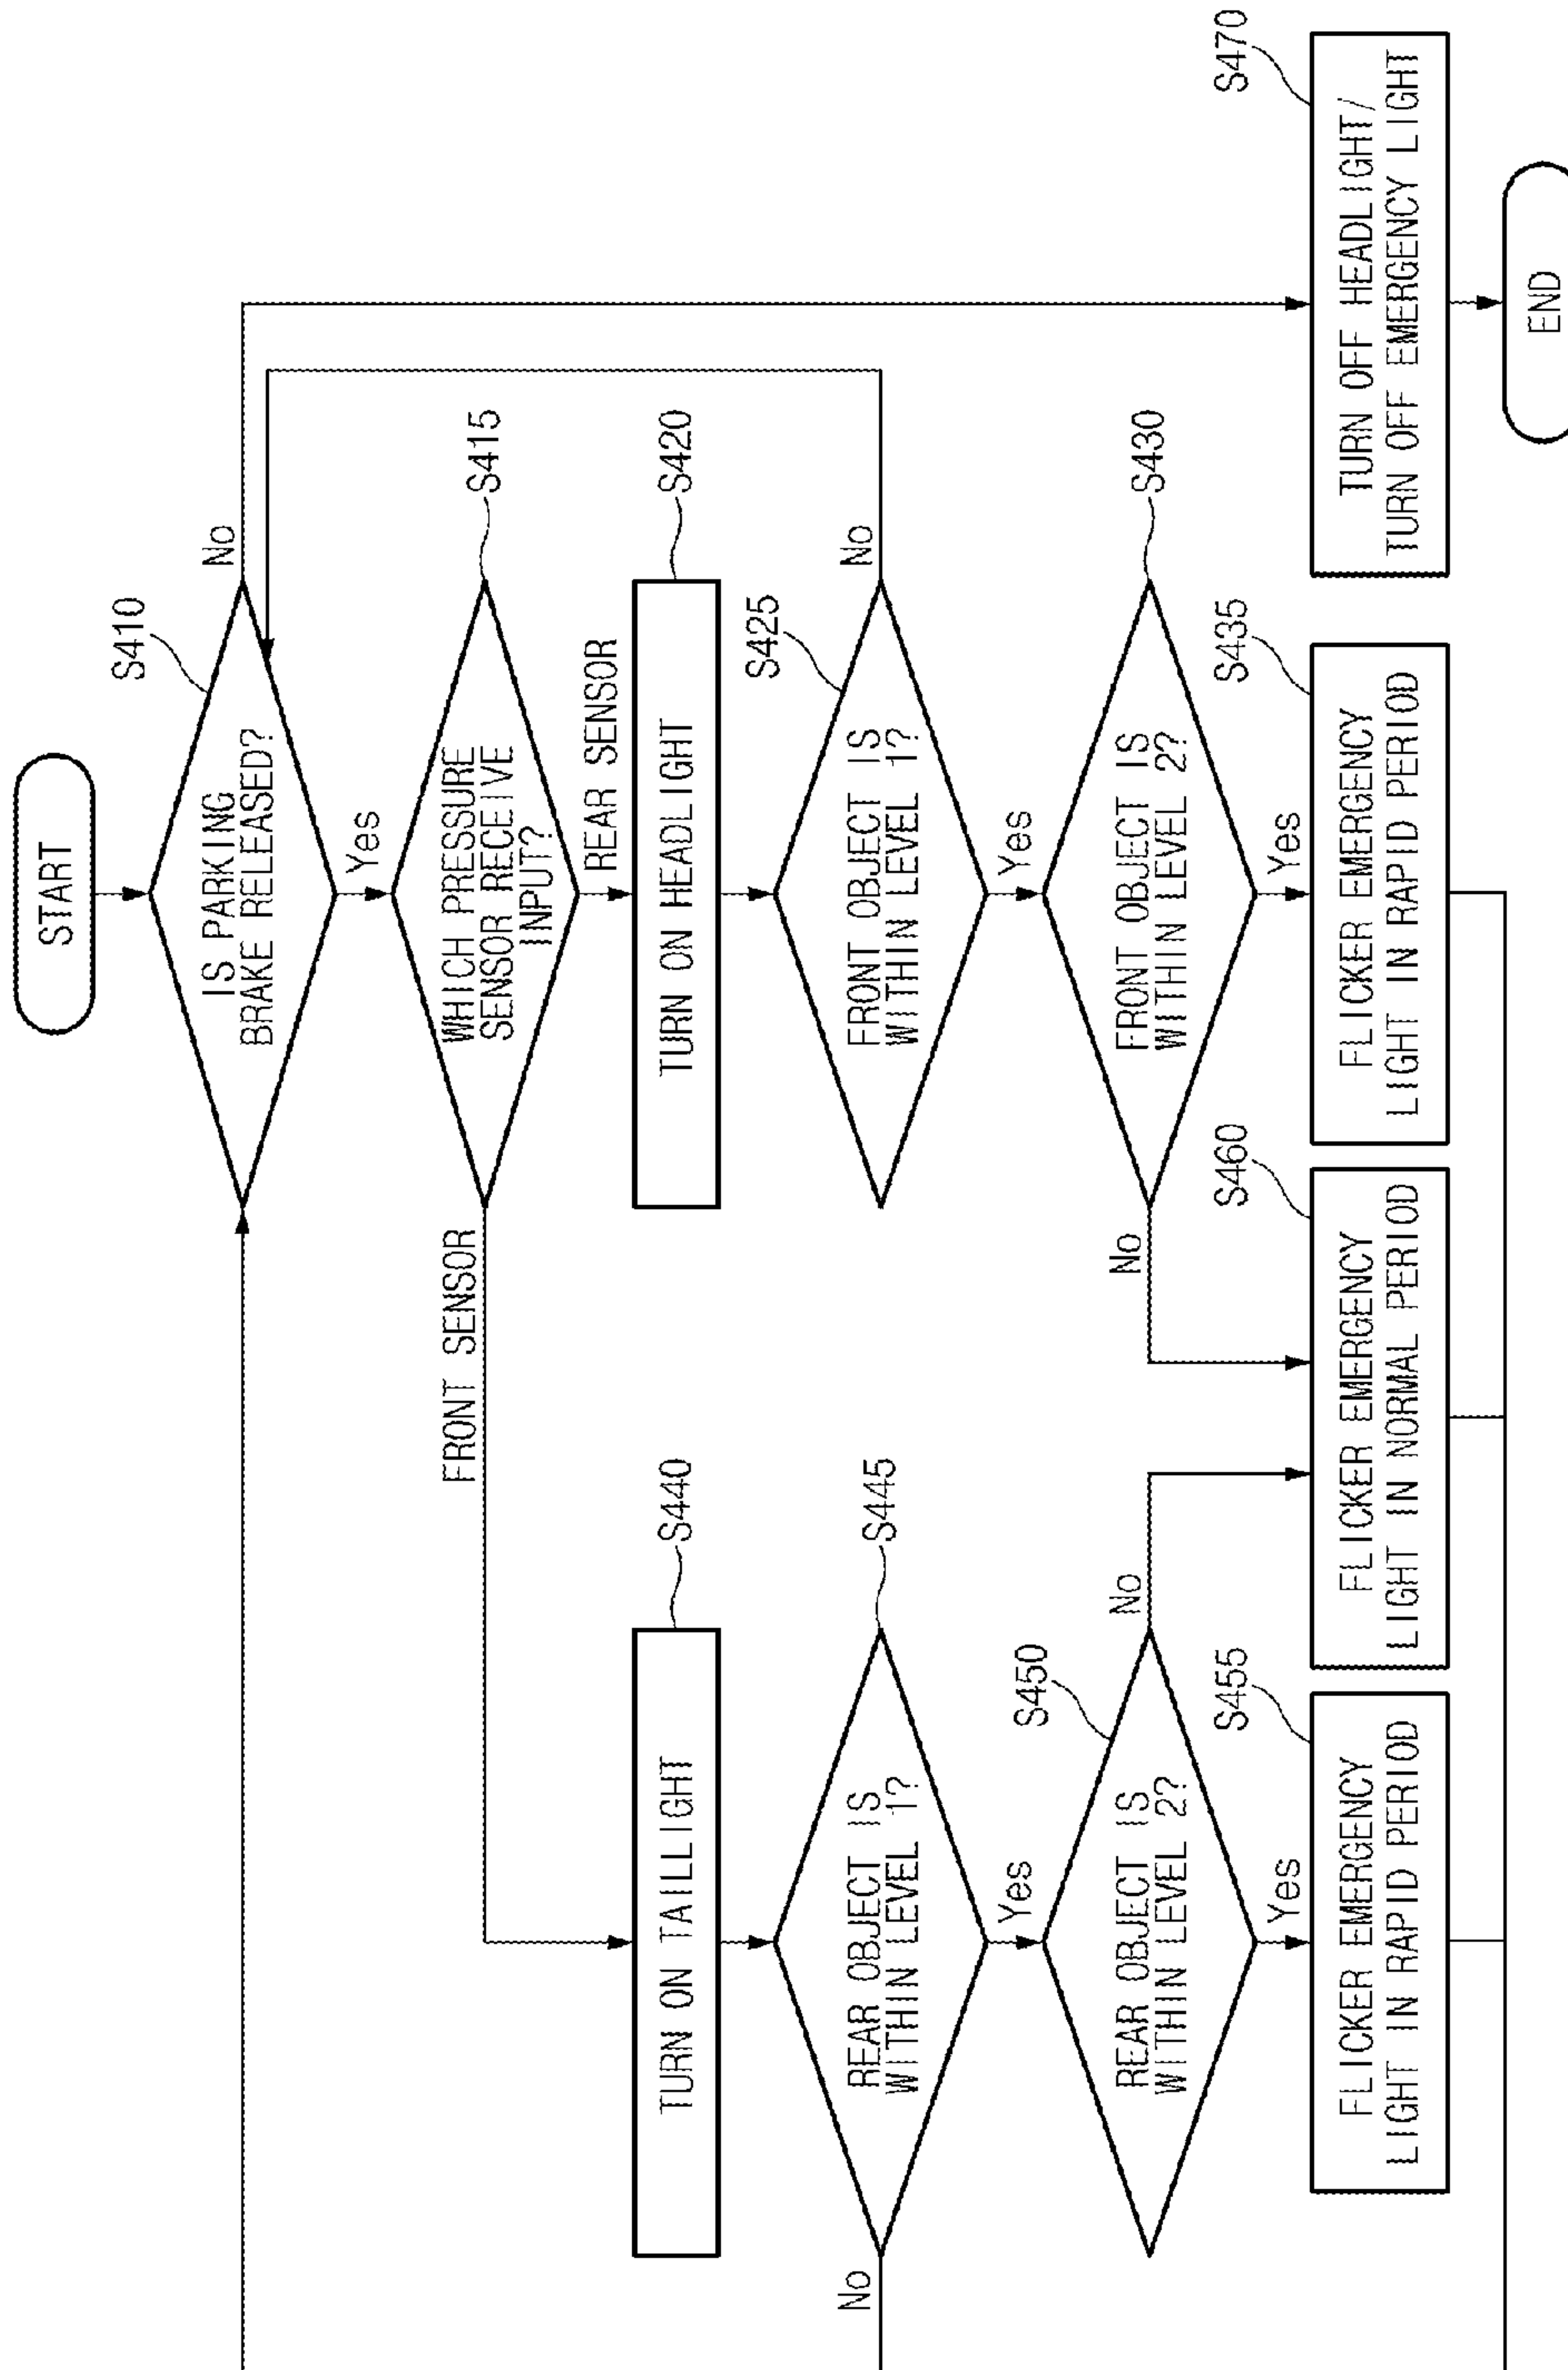 START
S410
IS PARKING
BRAKE RELEASED?
No
Yes
S415
WHICH PRESSURE
SENSOR RECEIVE
INPUT?
FRONT SENSOR
REAR SENSOR
S440
TURN ON TAILLIGHT
S420
TURN ON HEADLIGHT
S445
REAR OBJECT IS
WITHIN LEVEL 1?
No
Yes
S425
FRONT OBJECT IS
WITHIN LEVEL 1?
No
Yes
S450
REAR OBJECT IS
WITHIN LEVEL 2?
No
Yes
S430
FRONT OBJECT IS
WITHIN LEVEL 2?
No
Yes
S455
FLICKER EMERGENCY
LIGHT IN RAPID PERIOD
S460
FLICKER EMERGENCY
LIGHT IN NORMAL PERIOD
S435
FLICKER EMERGENCY
LIGHT IN RAPID PERIOD
S470
TURN OFF HEADLIGHT/
TURN OFF EMERGENCY LIGHT
END